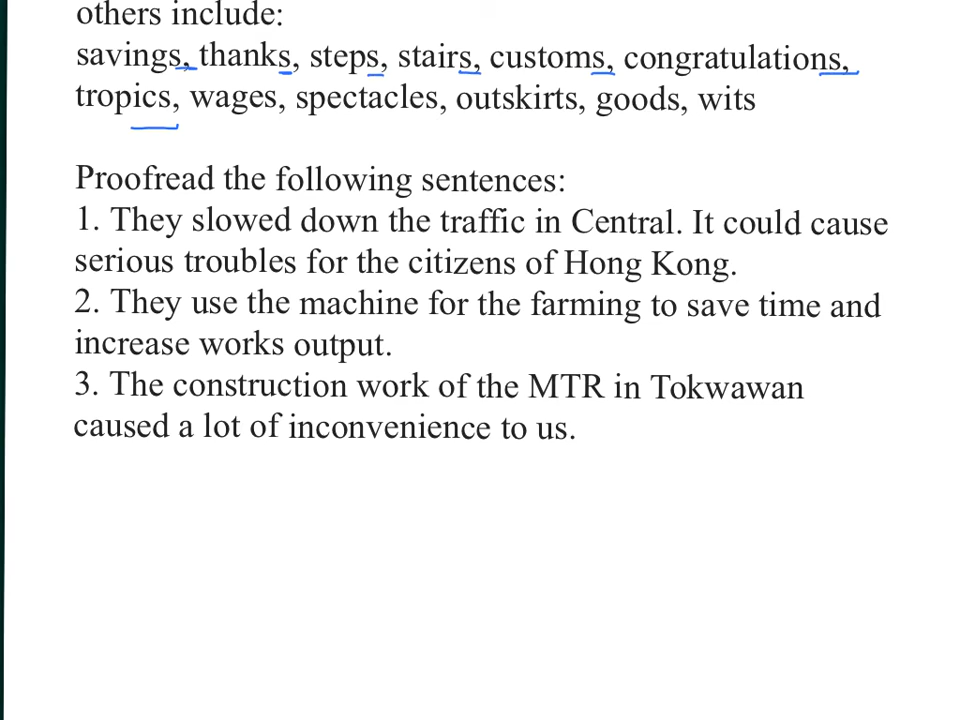 others include:
savings, thanks, steps, stairs, customs, congratulations,
tropics, wages, spectacles, outskirts, goods, wits
Proofread the following sentences:
1. They slowed down the traffic in Central. It could cause
serious troubles for the citizens of Hong Kong.
2. They use the machine for the farming to save time and
increase works output.
3. The construction work of the MTR in Tokwawan
caused a lot of inconvenience to us.